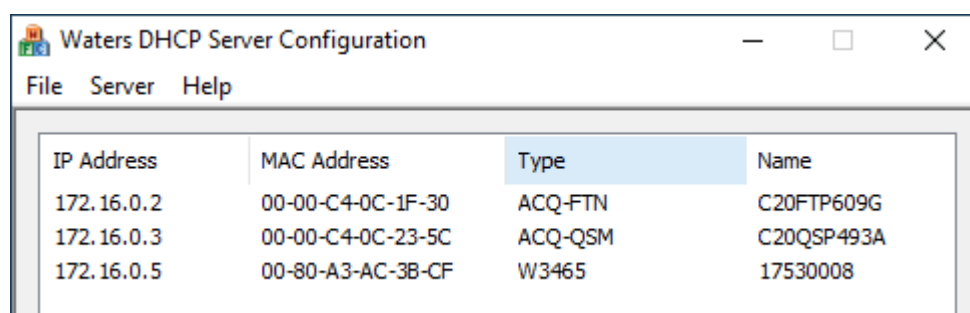 Waters DHCP Server Configuration
File Server Help
IP Address MAC Address Type Name
172.16.0.2 00-00-C4-0C-1F-30 ACQ-FTN C20FTP609G
172.16.0.3 00-00-C4-0C-23-5C ACQ-QSM C20QSP493A
172.16.0.5 00-80-A3-AC-3B-CF W3465 17530008